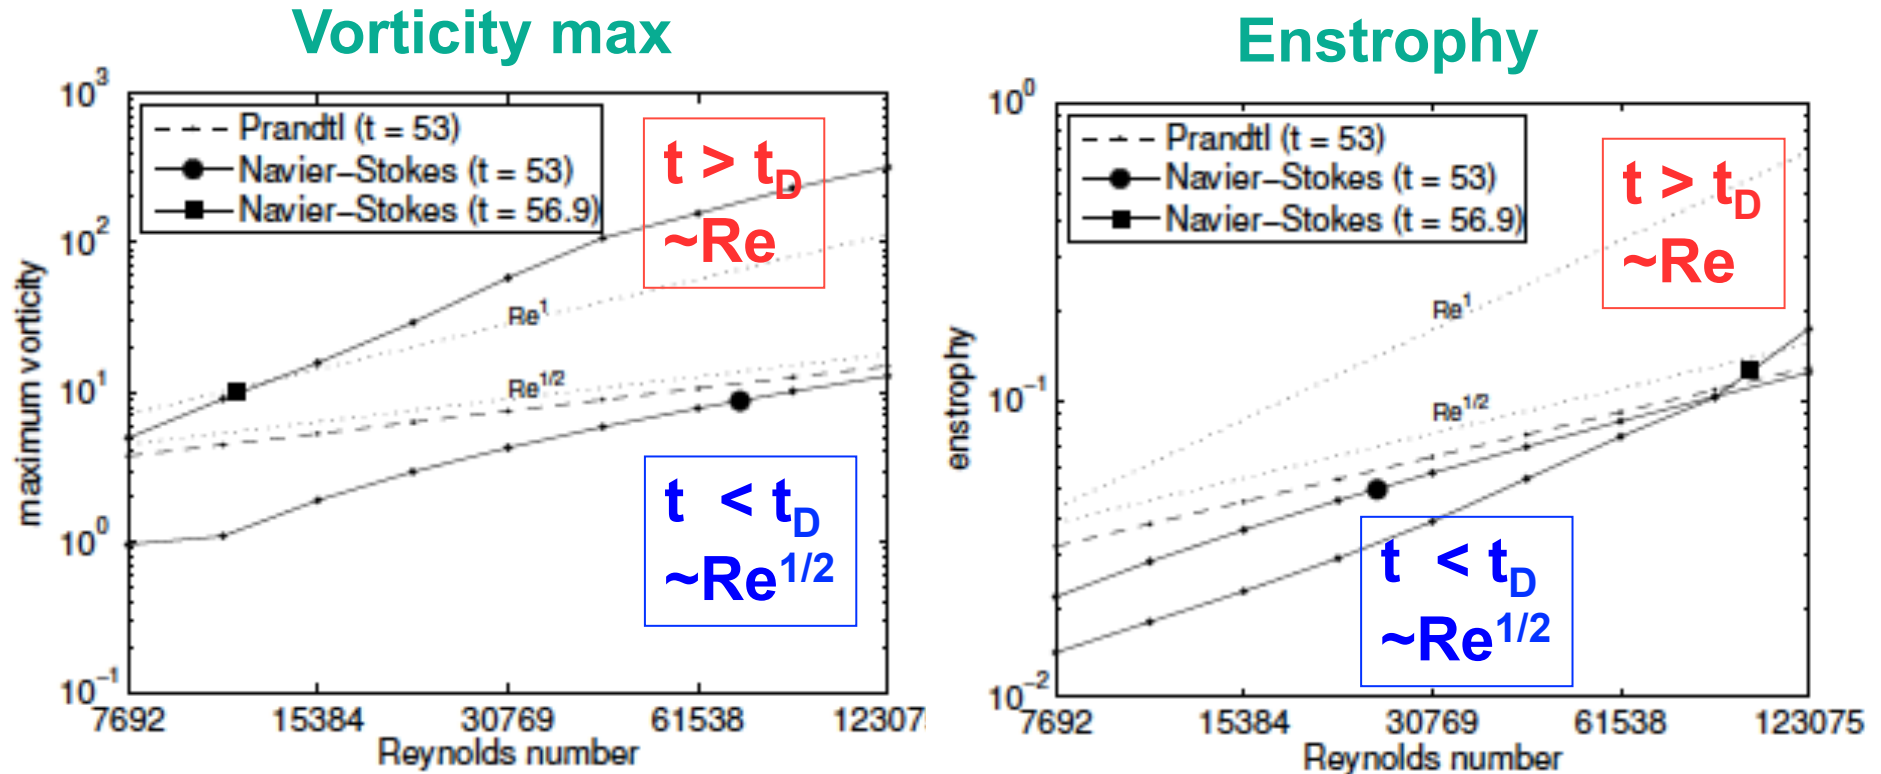 Vorticity max
10³
Prandtl (t = 53)
Navier−Stokes (t = 53)
Navier−Stokes (t = 56.9)
t > t_D
~Re
10²
Re¹
10¹
Re^1/2
t < t_D
~Re^1/2
10⁰
10⁻¹
maximum vorticity
7692 15384 30769 61538 12307
Reynolds number
Enstrophy
10⁰
Prandtl (t = 53)
Navier−Stokes (t = 53)
Navier−Stokes (t = 56.9)
t > t_D
~Re
Re¹
10⁻¹
Re^1/2
t < t_D
~Re^1/2
10⁻²
enstrophy
7692 15384 30769 61538 123075
Reynolds number